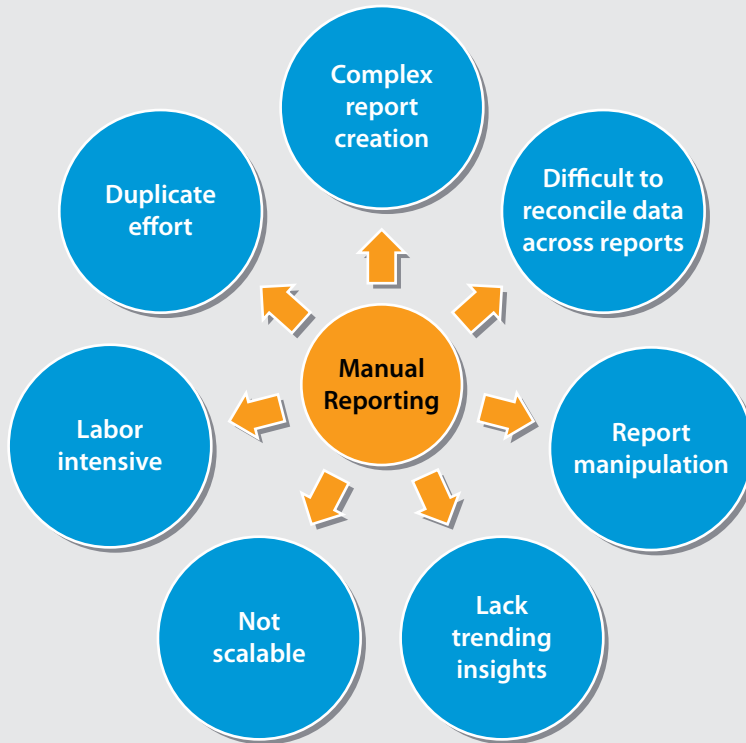 Complex
report
creation
Difficult to
reconcile data
across reports
Duplicate
effort
Manual
Reporting
Labor
intensive
Report
manipulation
Not
scalable
Lack
trending
insights